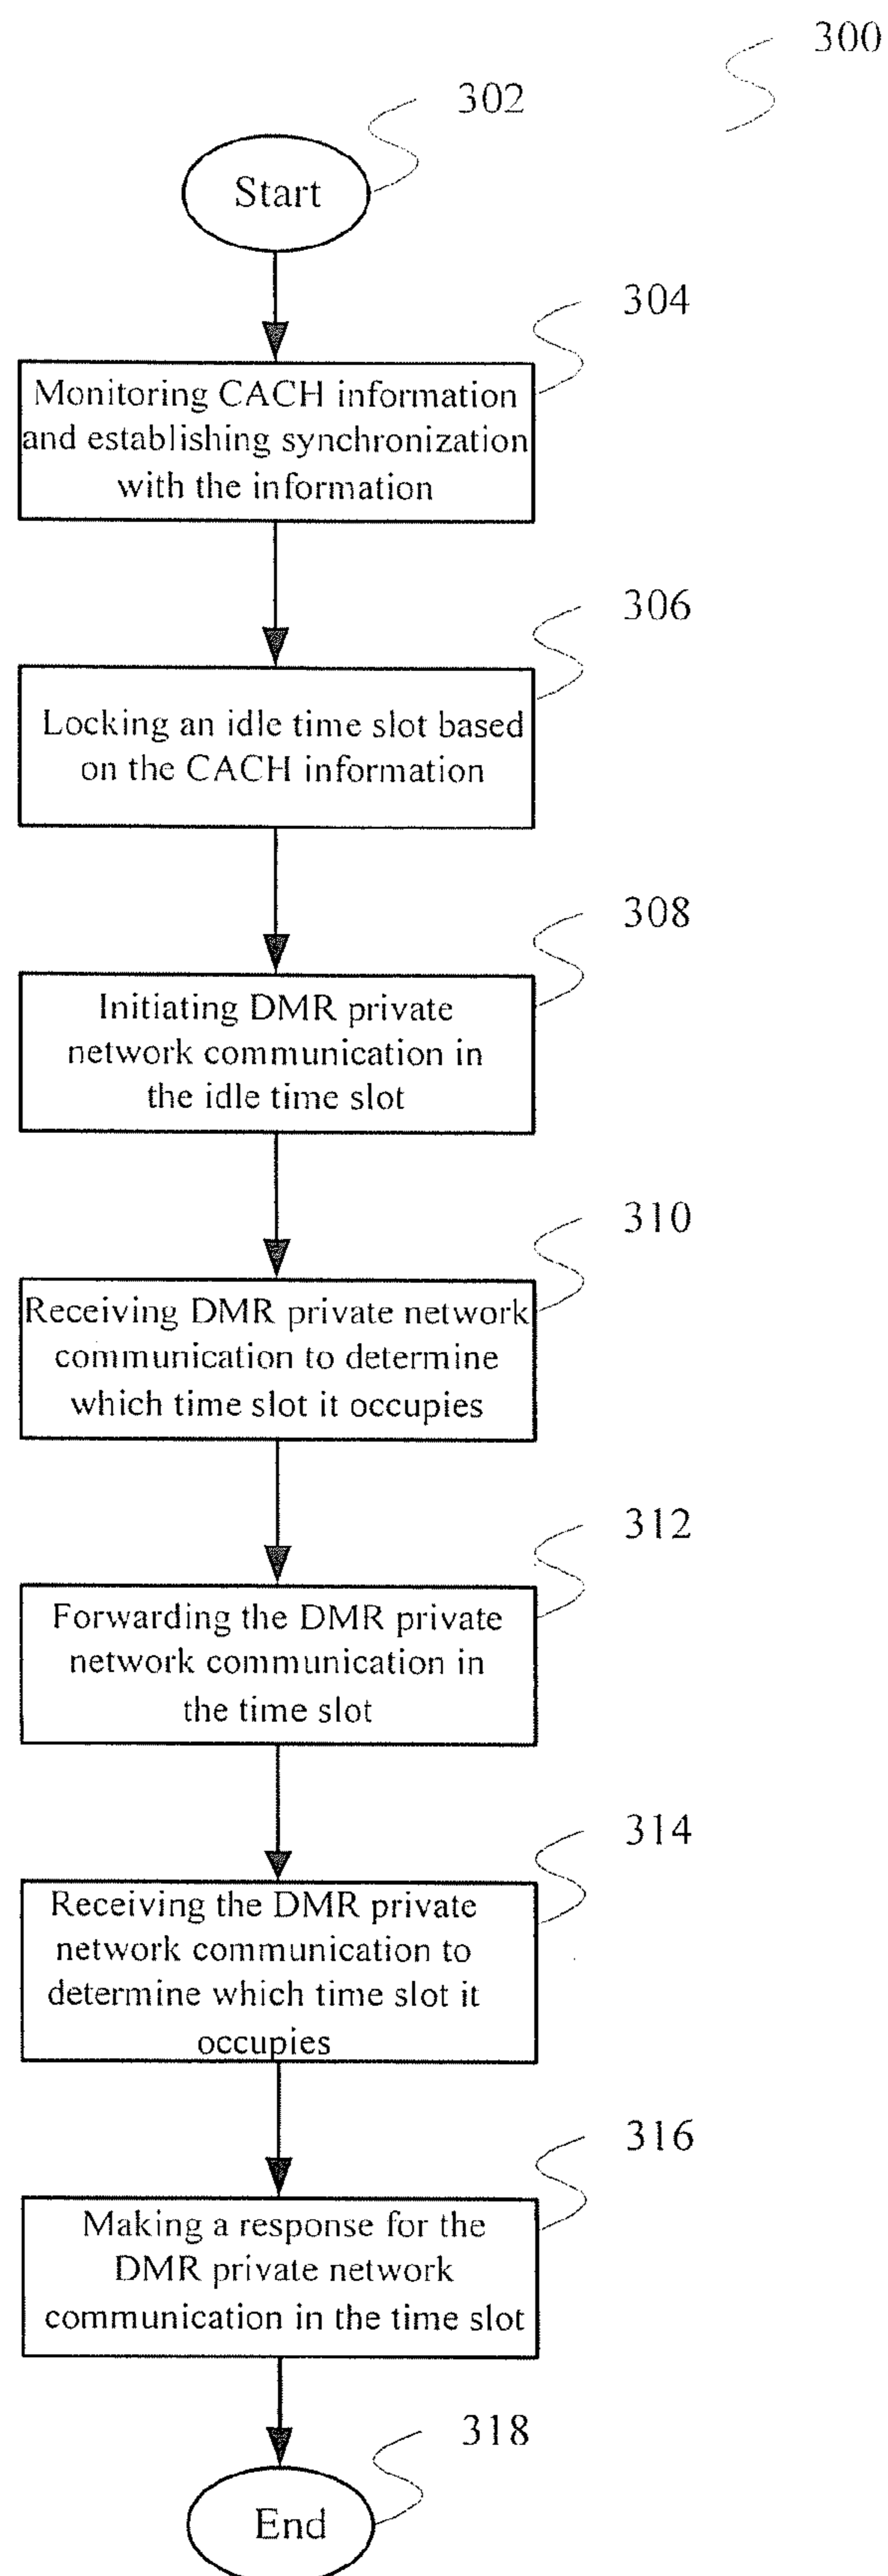 300
302
Start
304
Monitoring CACH information
and establishing synchronization
with the information
306
Locking an idle time slot based
on the CACH information
308
Initiating DMR private
network communication in
the idle time slot
310
Receiving DMR private network
communication to determine
which time slot it occupies
312
Forwarding the DMR private
network communication in
the time slot
314
Receiving the DMR private
network communication to
determine which time slot it
occupies
316
Making a response for the
DMR private network
communication in the time slot
318
End